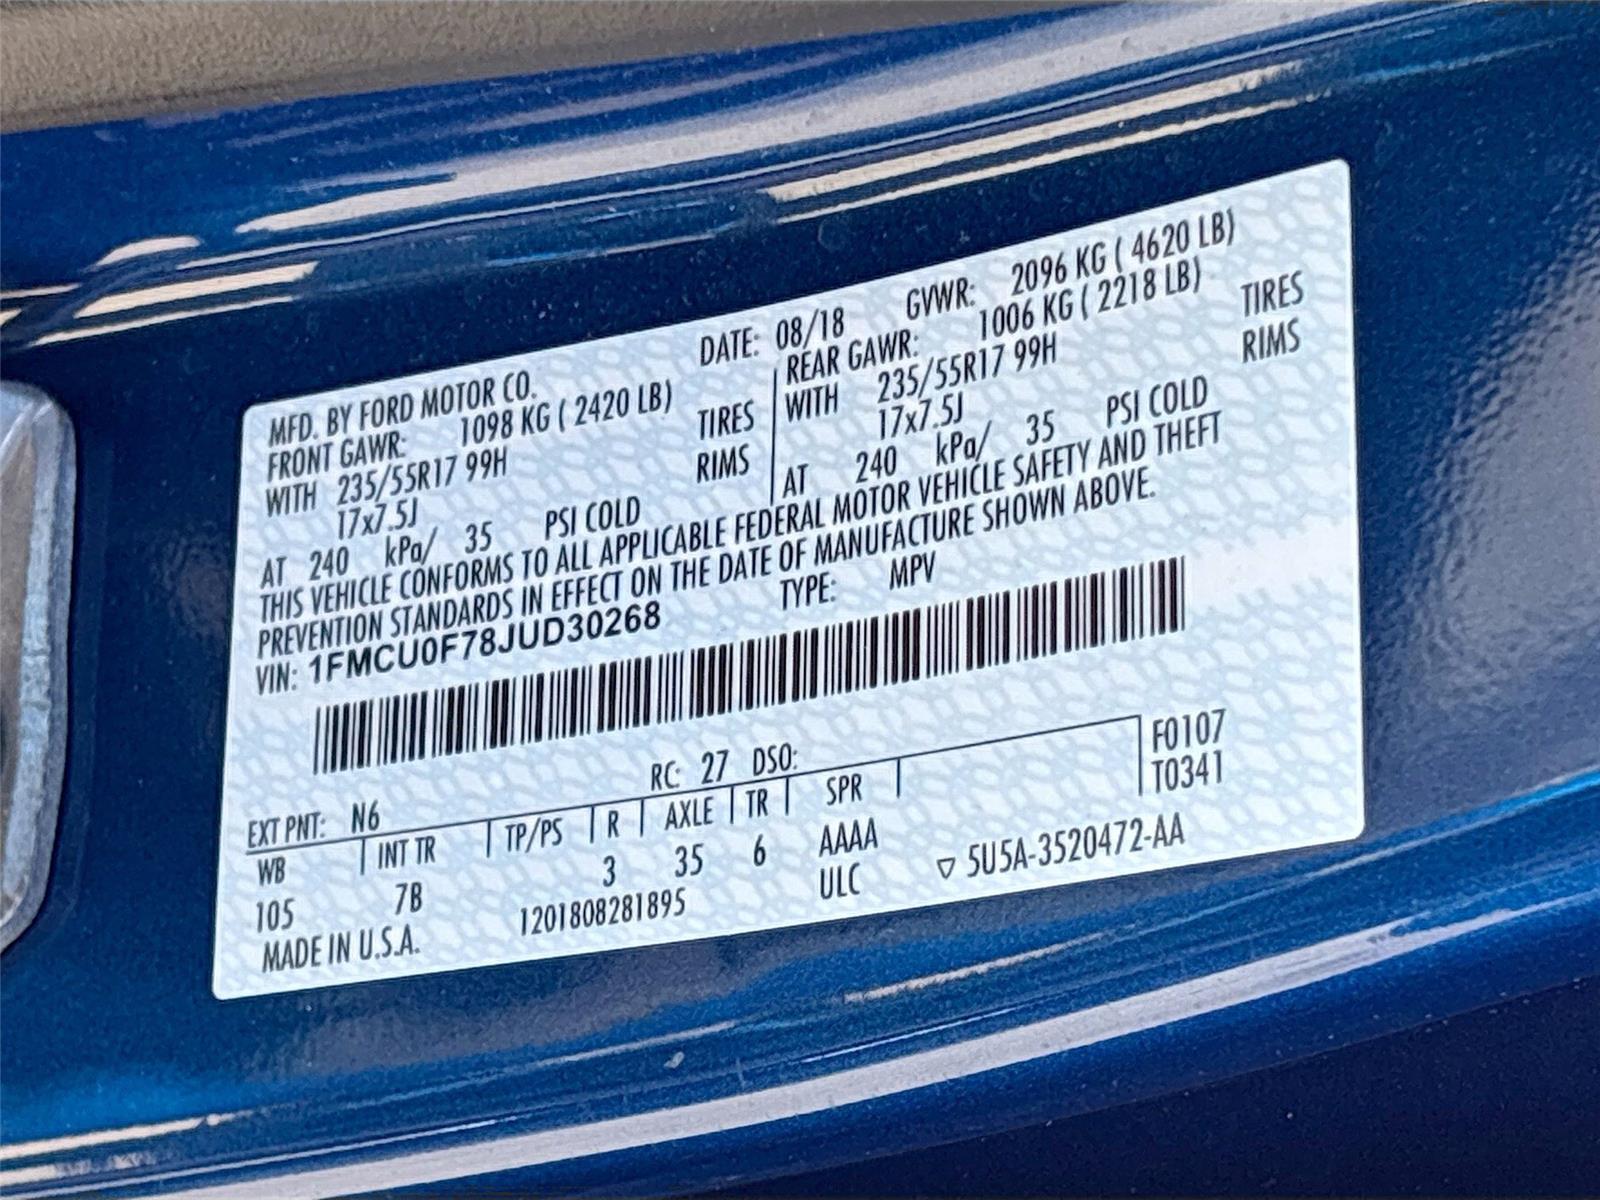 MFD. BY FORD MOTOR CO.
DATE: 08/18 GVWR: 2096 KG ( 4620 LB)
FRONT GAWR: 1098 KG ( 2420 LB)
WITH 235/55R17 99H TIRES
17x7.5J RIMS
AT 240 kPa/ 35 PSI COLD
REAR GAWR: 1006 KG ( 2218 LB)
WITH 235/55R17 99H TIRES
17x7.5J RIMS
AT 240 kPa/ 35 PSI COLD
THIS VEHICLE CONFORMS TO ALL APPLICABLE FEDERAL MOTOR VEHICLE SAFETY AND THEFT
PREVENTION STANDARDS IN EFFECT ON THE DATE OF MANUFACTURE SHOWN ABOVE.
VIN: 1FMCU0F78JUD30268 TYPE: MPV
EXT PNT: N6 RC: 27 DSO: F0107
T0341
WB INT TR TP/PS R AXLE TR SPR
105 7B 3 35 6 AAAA
ULC
MADE IN U.S.A. 1201808281895 ▽ 5U5A-3520472-AA